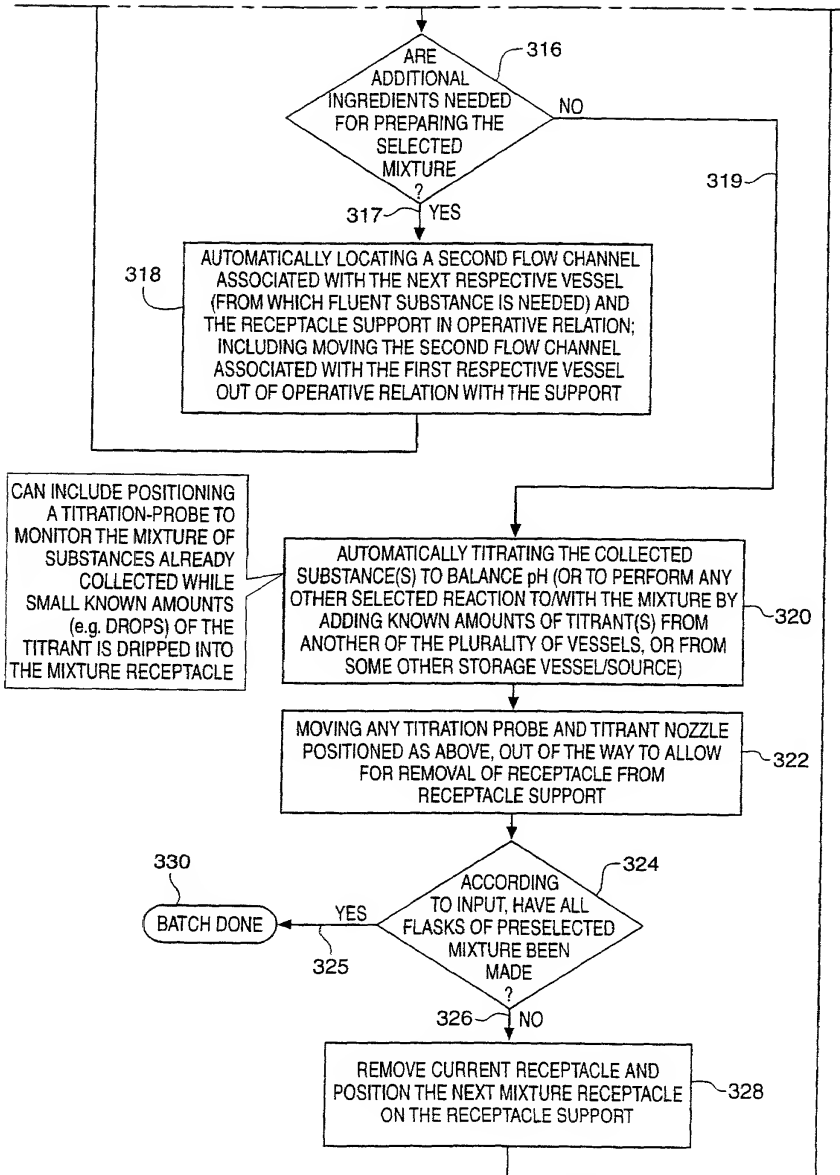 ARE
ADDITIONAL
INGREDIENTS NEEDED
FOR PREPARING THE
SELECTED
MIXTURE
?
316
NO
319
317
YES
318
AUTOMATICALLY LOCATING A SECOND FLOW CHANNEL
ASSOCIATED WITH THE NEXT RESPECTIVE VESSEL
(FROM WHICH FLUENT SUBSTANCE IS NEEDED) AND
THE RECEPTACLE SUPPORT IN OPERATIVE RELATION;
INCLUDING MOVING THE SECOND FLOW CHANNEL
ASSOCIATED WITH THE FIRST RESPECTIVE VESSEL
OUT OF OPERATIVE RELATION WITH THE SUPPORT
CAN INCLUDE POSITIONING
A TITRATION-PROBE TO
MONITOR THE MIXTURE OF
SUBSTANCES ALREADY
COLLECTED WHILE
SMALL KNOWN AMOUNTS
(e.g. DROPS) OF THE
TITRANT IS DRIPPED INTO
THE MIXTURE RECEPTACLE
AUTOMATICALLY TITRATING THE COLLECTED
SUBSTANCE(S) TO BALANCE pH (OR TO PERFORM ANY
OTHER SELECTED REACTION TO/WITH THE MIXTURE BY
ADDING KNOWN AMOUNTS OF TITRANT(S) FROM
ANOTHER OF THE PLURALITY OF VESSELS, OR FROM
SOME OTHER STORAGE VESSEL/SOURCE)
320
MOVING ANY TITRATION PROBE AND TITRANT NOZZLE
POSITIONED AS ABOVE, OUT OF THE WAY TO ALLOW
FOR REMOVAL OF RECEPTACLE FROM
RECEPTACLE SUPPORT
322
ACCORDING
TO INPUT, HAVE ALL
FLASKS OF PRESELECTED
MIXTURE BEEN
MADE
?
324
YES
325
330
BATCH DONE
326
NO
REMOVE CURRENT RECEPTACLE AND
POSITION THE NEXT MIXTURE RECEPTACLE
ON THE RECEPTACLE SUPPORT
328